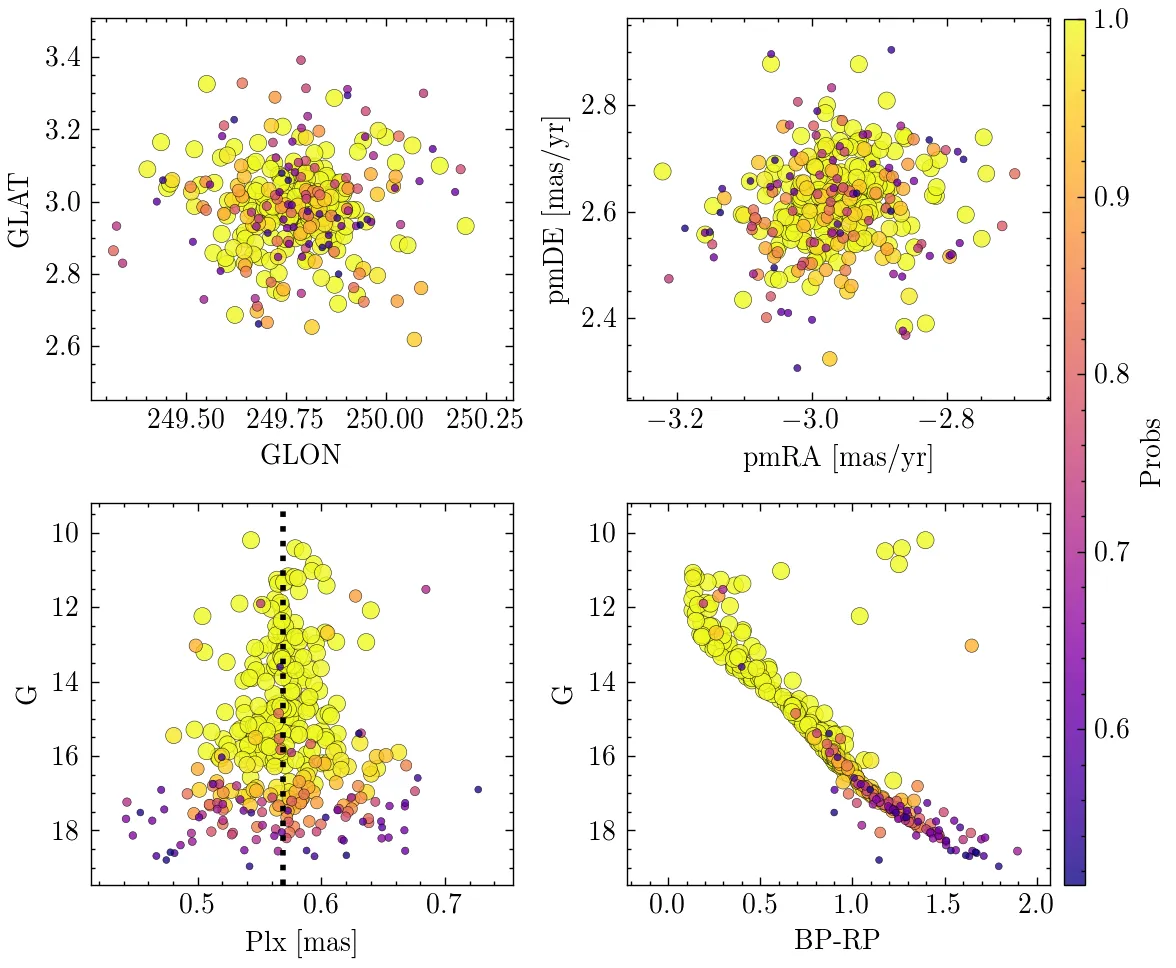 3.4
3.2
3.0
2.8
2.6
GLAT
249.50 249.75 250.00 250.25
GLON
2.8
2.6
2.4
pmDE [mas/yr]
−3.2 −3.0 −2.8
pmRA [mas/yr]
1.0
0.9
0.8
0.7
0.6
Probs
10
12
14
16
18
G
0.5 0.6 0.7
Plx [mas]
10
12
14
16
18
G
0.0 0.5 1.0 1.5 2.0
BP-RP